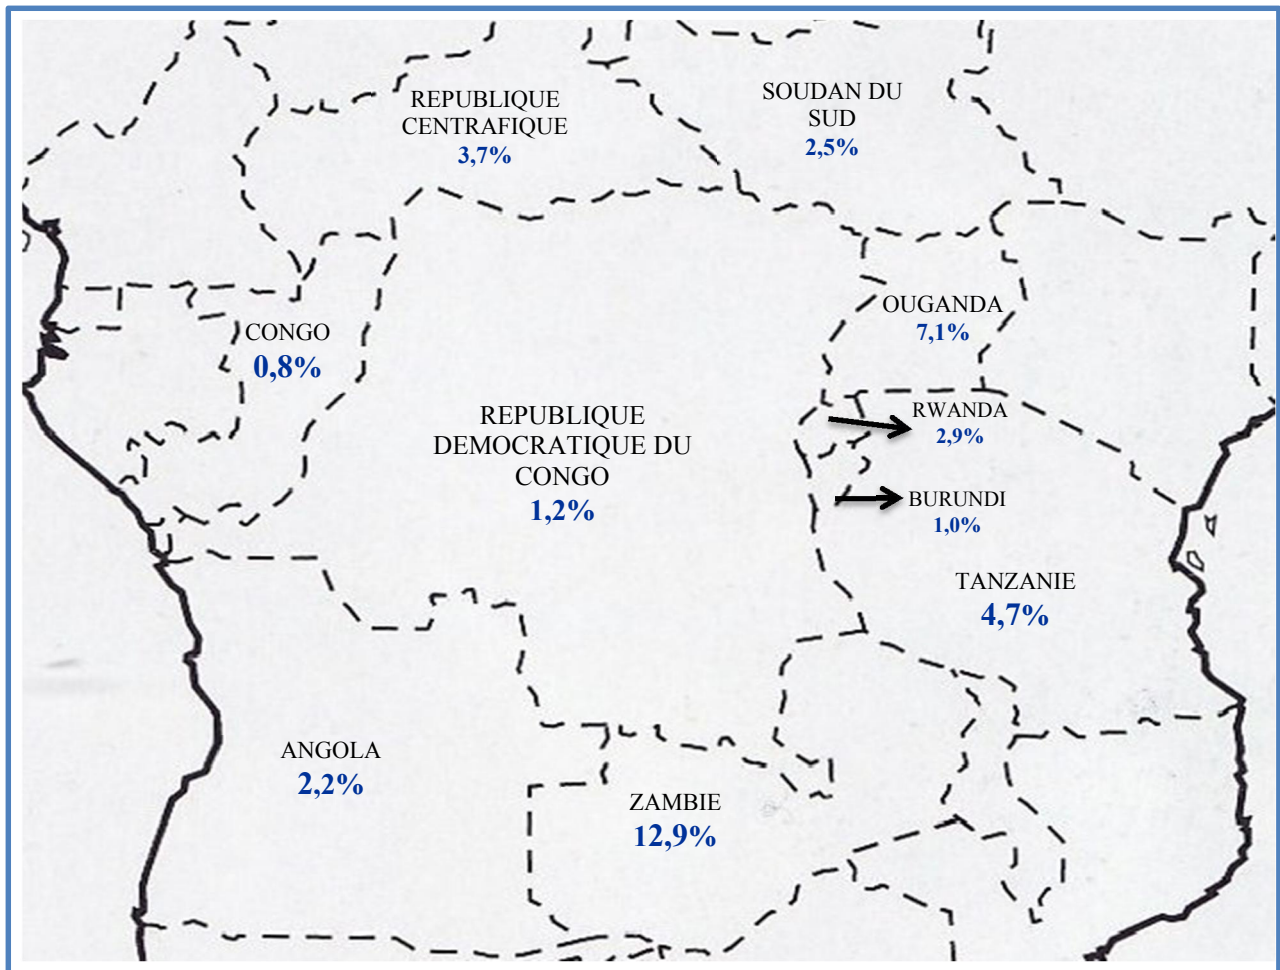 REPUBLIQUE
CENTRAFIQUE
3,7%
SOUDAN DU
SUD
2,5%
OUGANDA
7,1%
CONGO
0,8%
RWANDA
2,9%
REPUBLIQUE
DEMOCRATIQUE DU
CONGO
1,2%
BURUNDI
1,0%
TANZANIE
4,7%
ANGOLA
2,2%
ZAMBIE
12,9%